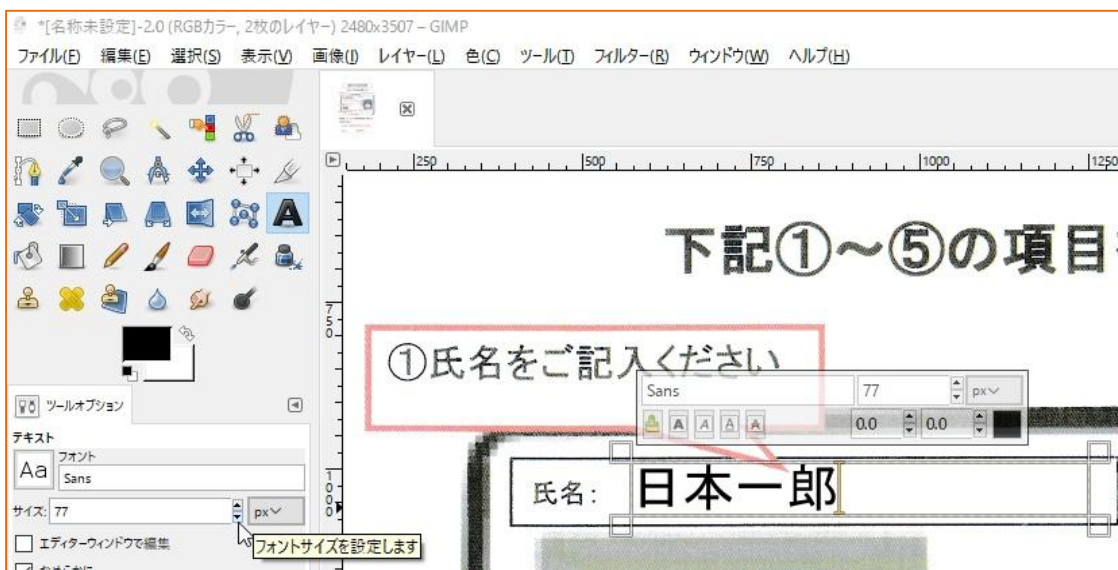 *[名称未設定]-2.0 (RGBカラー, 2枚のレイヤー) 2480x3507 – GIMP
ファイル(F) 編集(E) 選択(S) 表示(V) 画像(I) レイヤー(L) 色(C) ツール(T) フィルター(R) ウィンドウ(W) ヘルプ(H)
250 500 750 1000 1250
下記①～⑤の項目
750
①氏名をご記入ください
Sans 77 px
A A A A 0.0 0.0
ツールオプション
テキスト
フォント
Aa Sans
サイズ: 77 px
1000
氏名: 日本一郎
エディターウィンドウで編集
フォントサイズを設定します